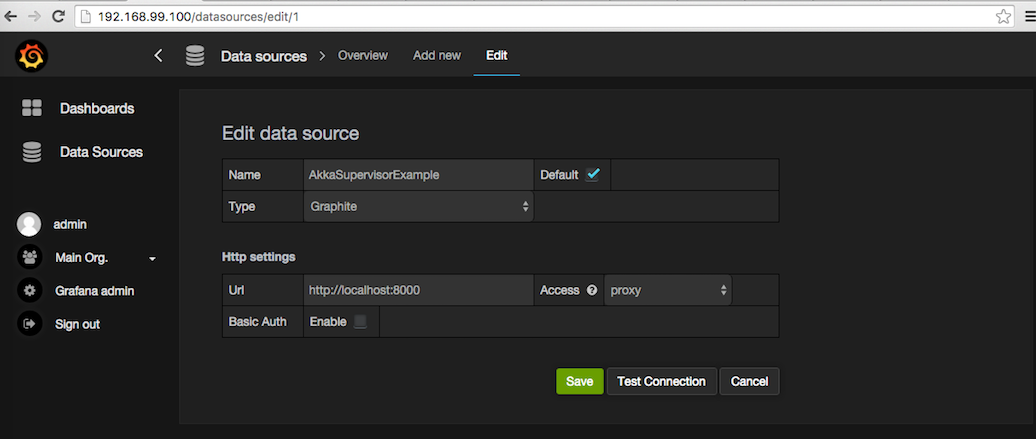 192.168.99.100/datasources/edit/1
Data sources > Overview Add new Edit
Dashboards
Data Sources
admin
Main Org.
Grafana admin
Sign out
Edit data source
Name AkkaSupervisorExample Default
Type Graphite
Http settings
Url http://localhost:8000 Access ? proxy
Basic Auth Enable
Save Test Connection Cancel